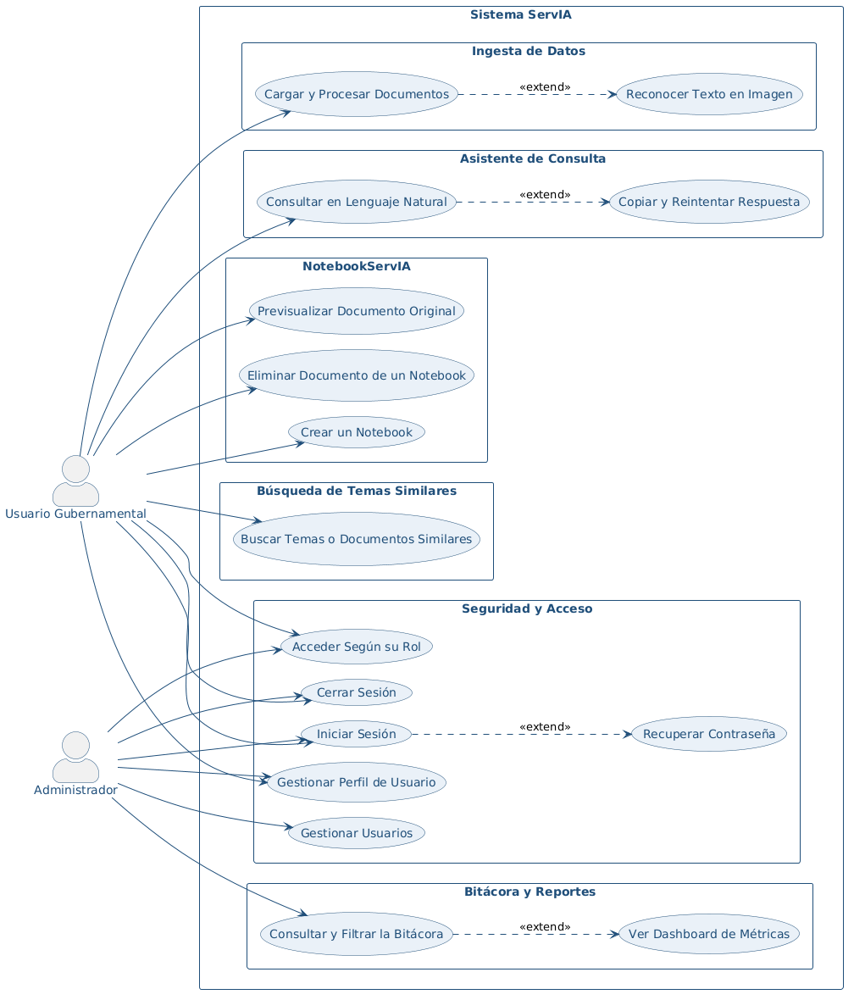 Sistema ServIA
Ingesta de Datos
Cargar y Procesar Documentos
«extend»
Reconocer Texto en Imagen
Asistente de Consulta
Consultar en Lenguaje Natural
«extend»
Copiar y Reintentar Respuesta
NotebookServIA
Previsualizar Documento Original
Eliminar Documento de un Notebook
Crear un Notebook
Usuario Gubernamental
Búsqueda de Temas Similares
Buscar Temas o Documentos Similares
Seguridad y Acceso
Acceder Según su Rol
Cerrar Sesión
Iniciar Sesión
«extend»
Recuperar Contraseña
Gestionar Perfil de Usuario
Administrador
Gestionar Usuarios
Bitácora y Reportes
Consultar y Filtrar la Bitácora
«extend»
Ver Dashboard de Métricas